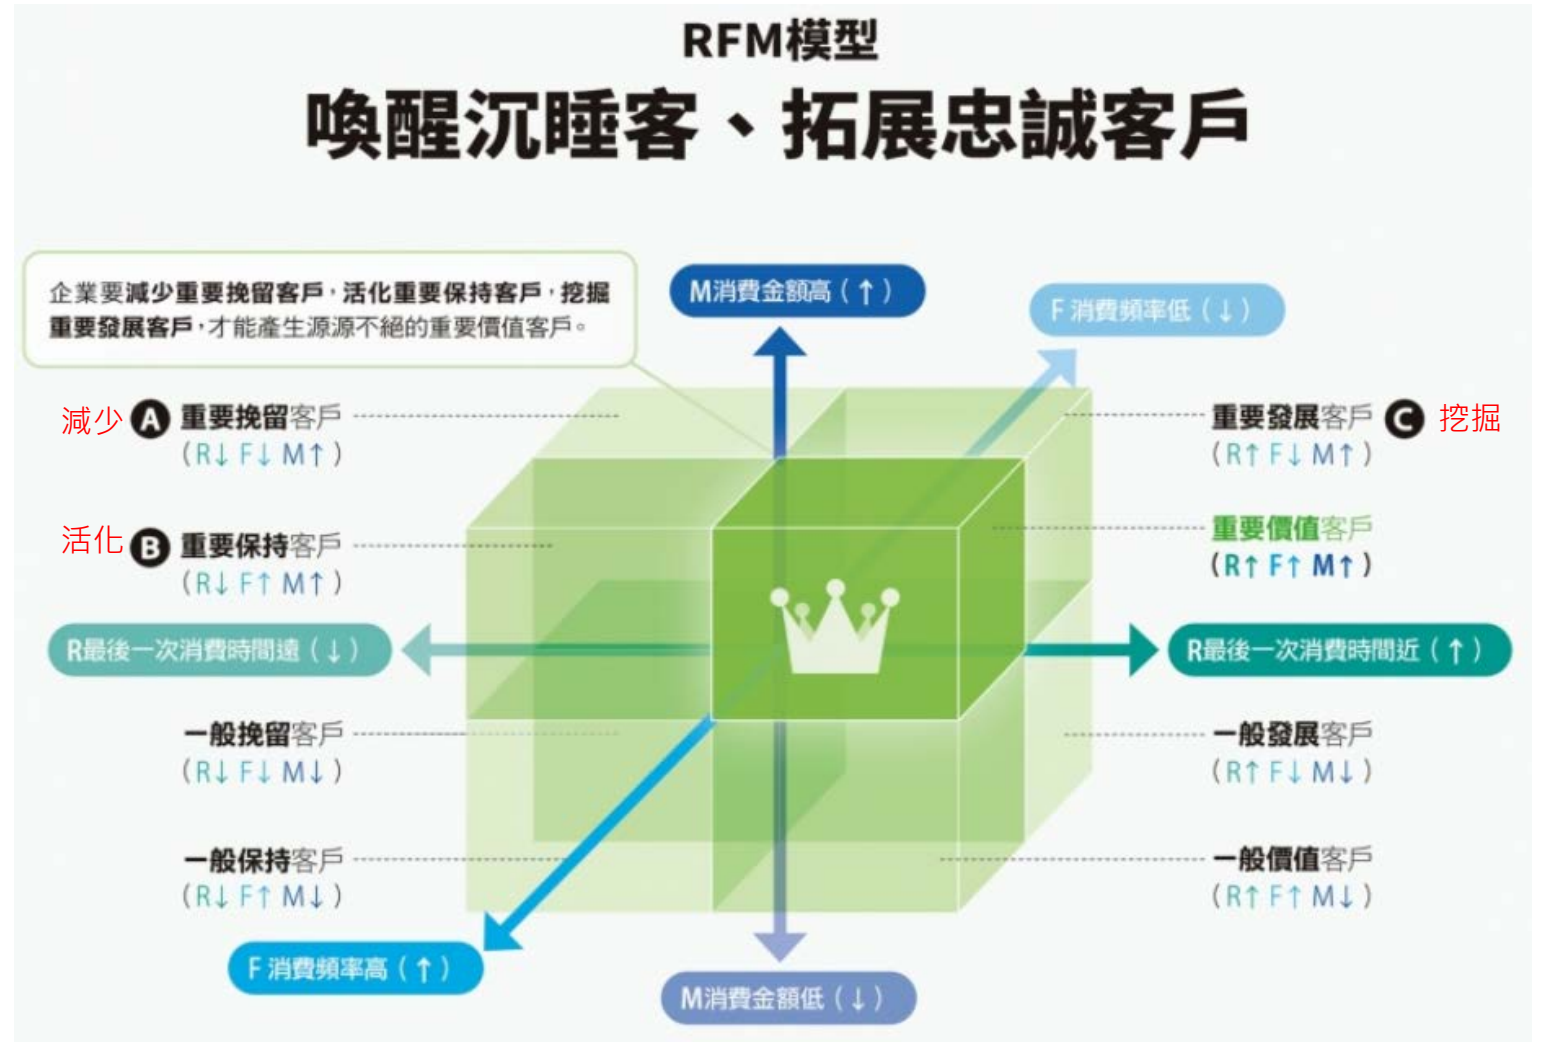 RFM模型
喚醒沉睡客、拓展忠誠客戶
企業要減少重要挽留客戶,活化重要保持客戶,挖掘
重要發展客戶,才能產生源源不絕的重要價值客戶。
M消費金額高(↑)
F 消費頻率低(↓)
減少 A 重要挽留客戶
(R↓ F↓ M↑)
重要發展客戶 C 挖掘
(R↑ F↓ M↑)
活化 B 重要保持客戶
(R↓ F↑ M↑)
重要價值客戶
(R↑ F↑ M↑)
R最後一次消費時間遠(↓)
R最後一次消費時間近(↑)
一般挽留客戶
(R↓ F↓ M↓)
一般發展客戶
(R↑ F↓ M↓)
一般保持客戶
(R↓ F↑ M↓)
一般價值客戶
(R↑ F↑ M↓)
F 消費頻率高(↑)
M消費金額低(↓)